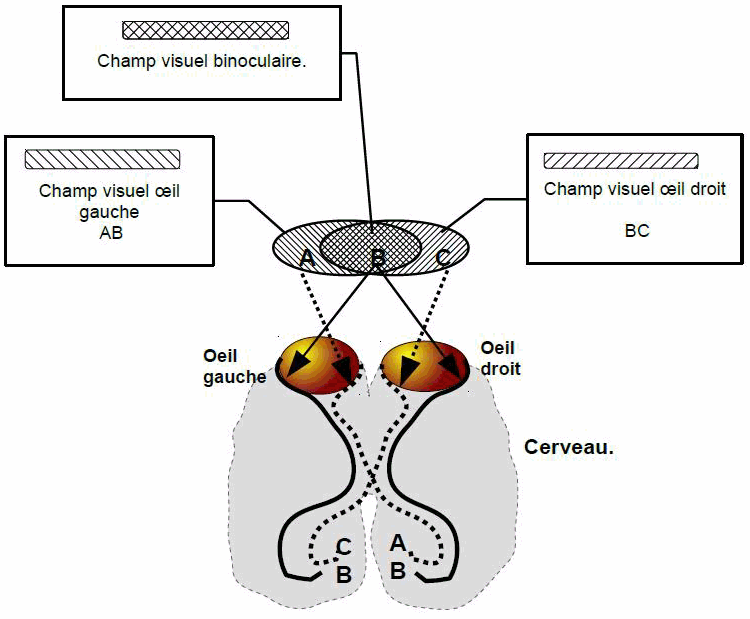 Champ visuel binoculaire.
Champ visuel œil
gauche
AB
Champ visuel œil droit
BC
A B C
Oeil
gauche
Oeil
droit
Cerveau.
C A
B B